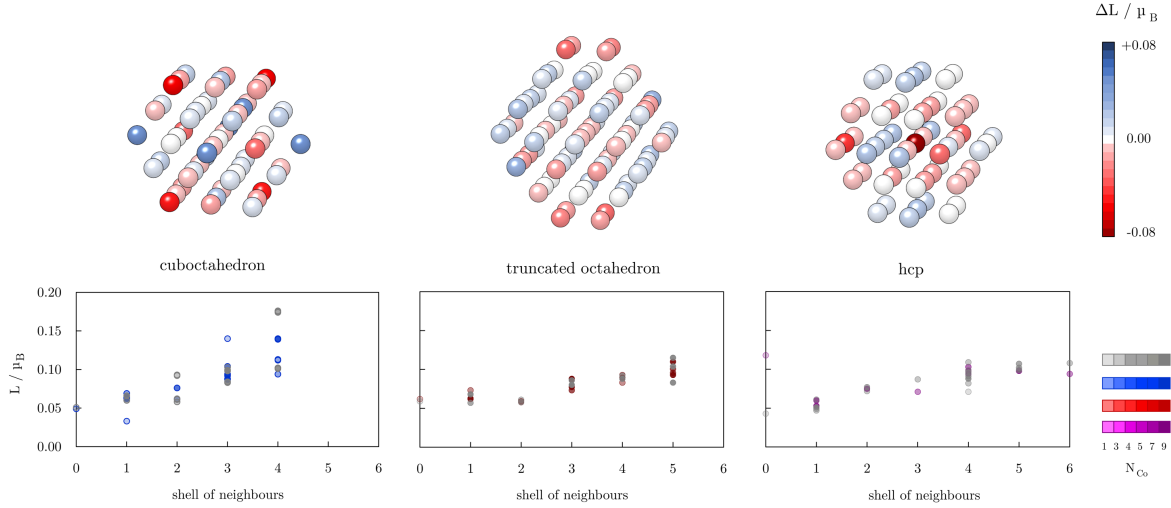 ΔL / µ_B
+0.08
0.00
-0.08
cuboctahedron
truncated octahedron
hcp
L / µ_B
0.20
0.15
0.10
0.05
0.00
0 1 2 3 4 5 6
0 1 2 3 4 5 6
0 1 2 3 4 5 6
shell of neighbours
shell of neighbours
shell of neighbours
1 3 4 5 7 9
N_Co